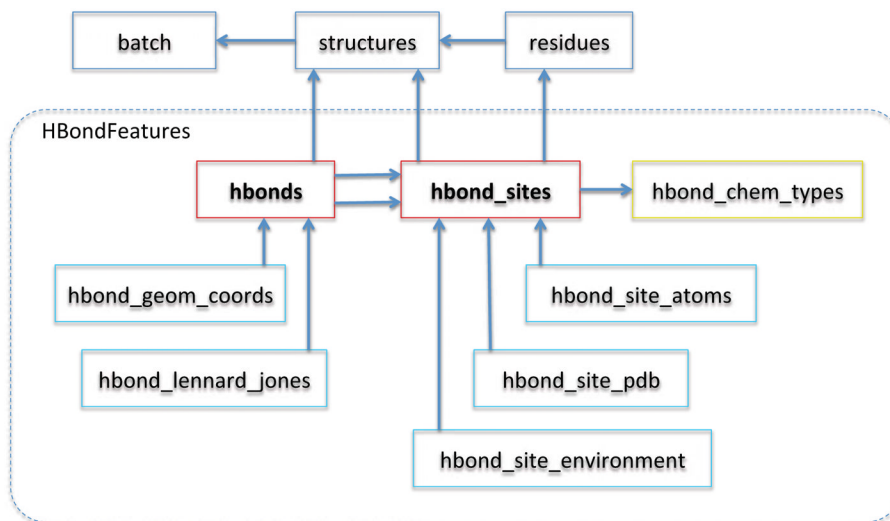 batch
structures
residues
HBondFeatures
hbonds
hbond_sites
hbond_chem_types
hbond_geom_coords
hbond_site_atoms
hbond_lennard_jones
hbond_site_pdb
hbond_site_environment